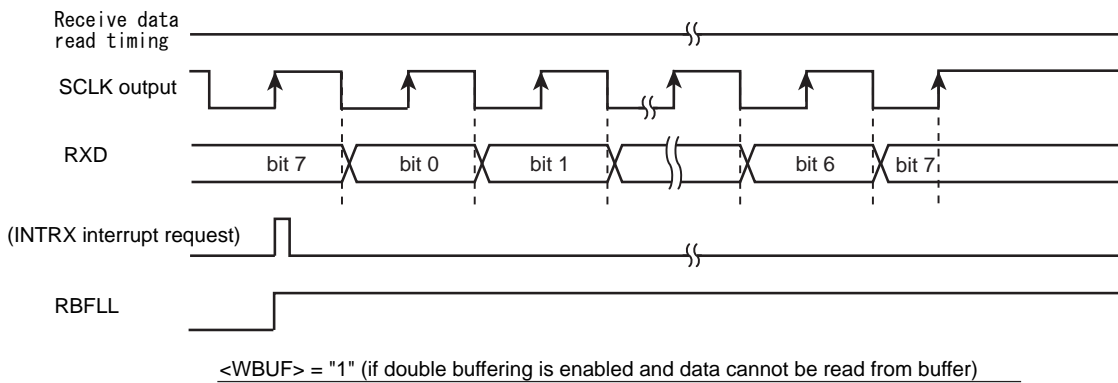 Receive data
read timing
SCLK output
RXD
bit 7
bit 0
bit 1
bit 6
bit 7
(INTRX interrupt request)
RBFLL
<WBUF> = "1" (if double buffering is enabled and data cannot be read from buffer)